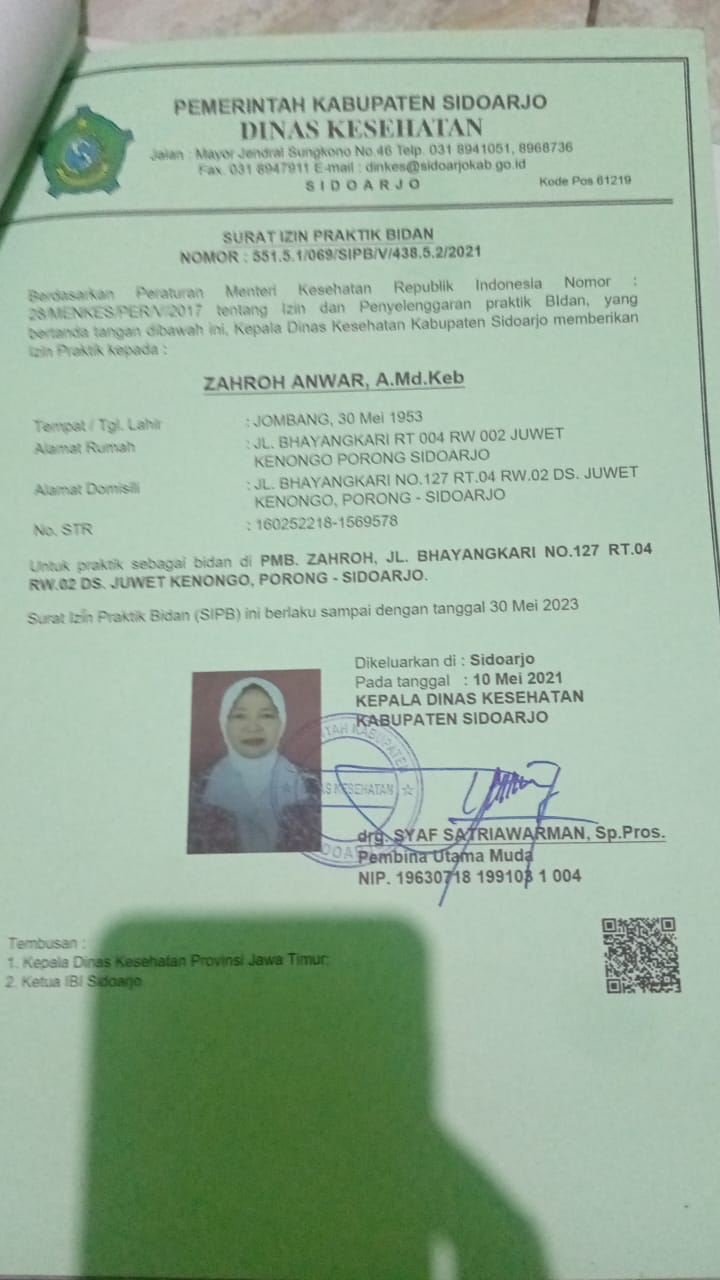 PEMERINTAH KABUPATEN SIDOARJO
DINAS KESEHATAN
Jalan : Mayor Jendral Sungkono No.46 Telp. 031 8941051, 8968736
Fax. 031 8947911 E-mail : dinkes@sidoarjokab.go.id
S I D O A R J O
Kode Pos 61219
SURAT IZIN PRAKTIK BIDAN
NOMOR : 551.5.1/069/SIPB/V/438.5.2/2021
Berdasarkan Peraturan Menteri Kesehatan Republik Indonesia Nomor :
28/MENKES/PER/V/2017 tentang Izin dan Penyelenggaran praktik BIdan, yang
bertanda tangan dibawah ini, Kepala Dinas Kesehatan Kabupaten Sidoarjo memberikan
Izin Praktik kepada :
ZAHROH ANWAR, A.Md.Keb
Tempat / Tgl. Lahir : JOMBANG, 30 Mei 1953
Alamat Rumah : JL. BHAYANGKARI RT 004 RW 002 JUWET
KENONGO PORONG SIDOARJO
Alamat Domisili : JL. BHAYANGKARI NO.127 RT.04 RW.02 DS. JUWET
KENONGO, PORONG - SIDOARJO
No. STR : 160252218-1569578
Untuk praktik sebagai bidan di PMB. ZAHROH, JL. BHAYANGKARI NO.127 RT.04
RW.02 DS. JUWET KENONGO, PORONG - SIDOARJO.
Surat Izin Praktik Bidan (SIPB) ini berlaku sampai dengan tanggal 30 Mei 2023
Dikeluarkan di : Sidoarjo
Pada tanggal : 10 Mei 2021
KEPALA DINAS KESEHATAN
KABUPATEN SIDOARJO
drg. SYAF SATRIAWARMAN, Sp.Pros.
Pembina Utama Muda
NIP. 19630718 199103 1 004
Tembusan :
1. Kepala Dinas Kesehatan Provinsi Jawa Timur;
2. Ketua IBI Sidoarjo